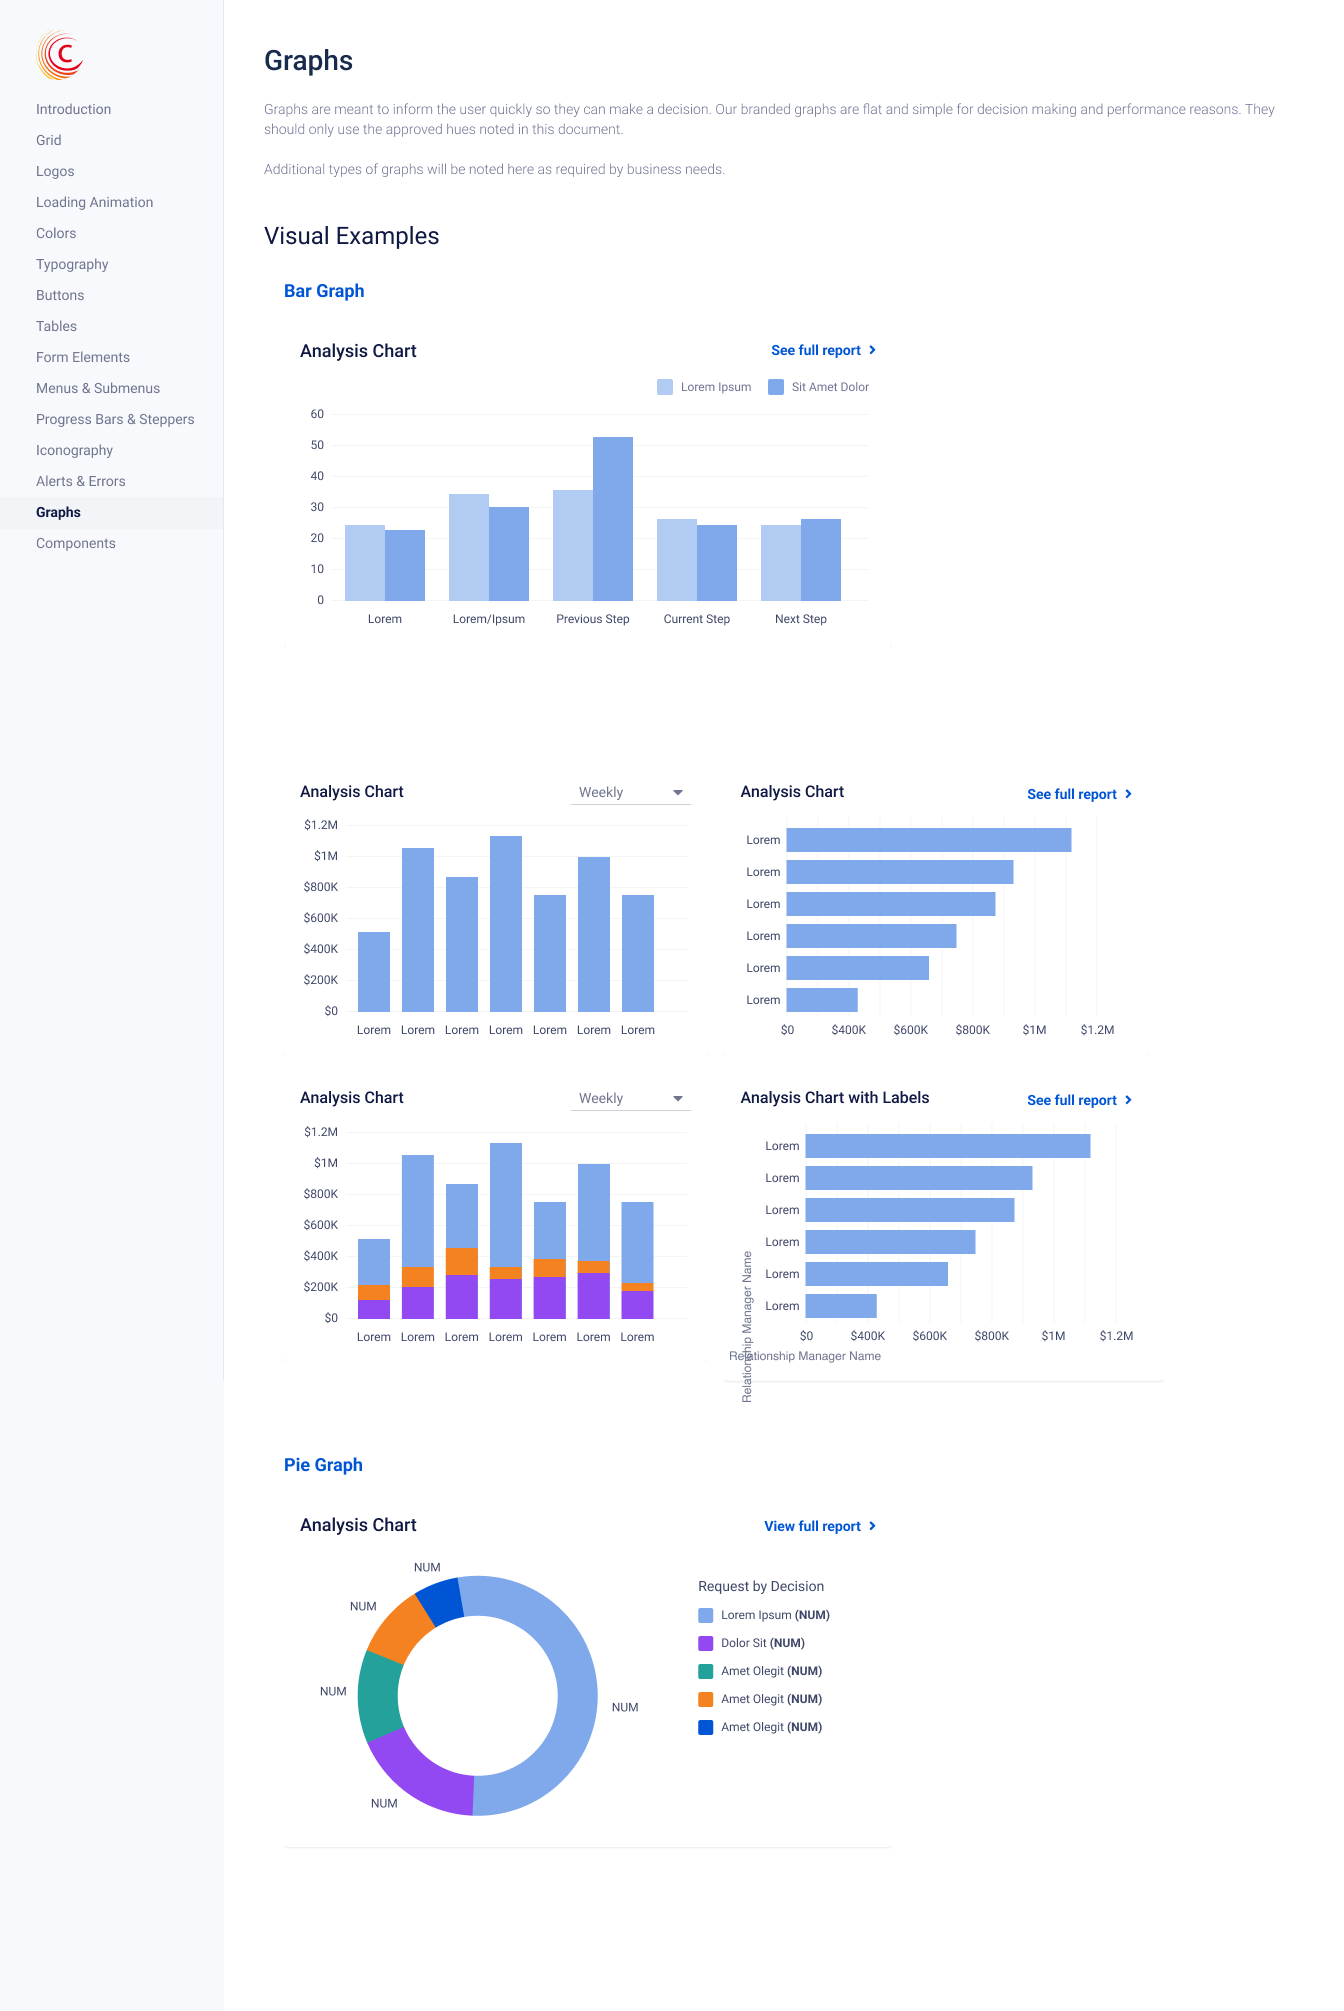 C
Introduction
Grid
Logos
Loading Animation
Colors
Typography
Buttons
Tables
Form Elements
Menus & Submenus
Progress Bars & Steppers
Iconography
Alerts & Errors
Graphs
Components
Graphs
Graphs are meant to inform the user quickly so they can make a decision. Our branded graphs are flat and simple for decision making and performance reasons. They
should only use the approved hues noted in this document.
Additional types of graphs will be noted here as required by business needs.
Visual Examples
Bar Graph
Analysis Chart
See full report
Lorem Ipsum
Sit Amet Dolor
60
50
40
30
20
10
0
Lorem
Lorem/Ipsum
Previous Step
Current Step
Next Step
Analysis Chart
Weekly
$1.2M
$1M
$800K
$600K
$400K
$200K
$0
Lorem
Lorem
Lorem
Lorem
Lorem
Lorem
Lorem
Analysis Chart
See full report
Lorem
Lorem
Lorem
Lorem
Lorem
Lorem
$0
$400K
$600K
$800K
$1M
$1.2M
Analysis Chart
Weekly
$1.2M
$1M
$800K
$600K
$400K
$200K
$0
Lorem
Lorem
Lorem
Lorem
Lorem
Lorem
Lorem
Analysis Chart with Labels
See full report
Lorem
Lorem
Lorem
Lorem
Lorem
Lorem
$0
$400K
$600K
$800K
$1M
$1.2M
Relationship Manager Name
Relationship Manager Name
Pie Graph
Analysis Chart
View full report
NUM
NUM
NUM
NUM
NUM
Request by Decision
Lorem Ipsum (NUM)
Dolor Sit (NUM)
Amet Olegit (NUM)
Amet Olegit (NUM)
Amet Olegit (NUM)